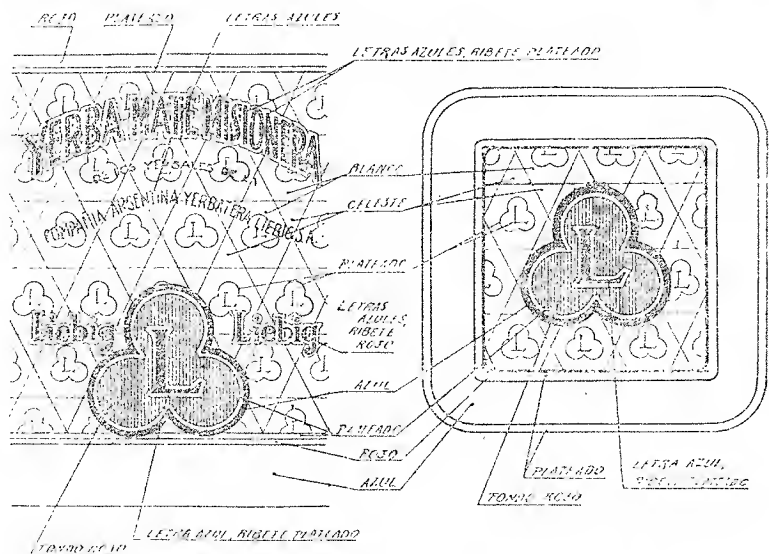 ROJO PLATEADO LETRAS AZULES
LETRAS AZULES, RIBETE PLATEADO
YERBA MATE MISIONERA
BLANCO
CELESTE
COMPAÑIA ARGENTINA YERBATERA LIEBIG S.A.
PLATEADO
LETRAS
AZULES,
RIBETE
ROJO
Liebig L Liebig
L
AZUL
PLATEADO
ROJO
AZUL
PLATEADO
LETRA AZUL,
FONDO ROJO
LETRA AZUL, RIBETE PLATEADO
FONDO ROJO